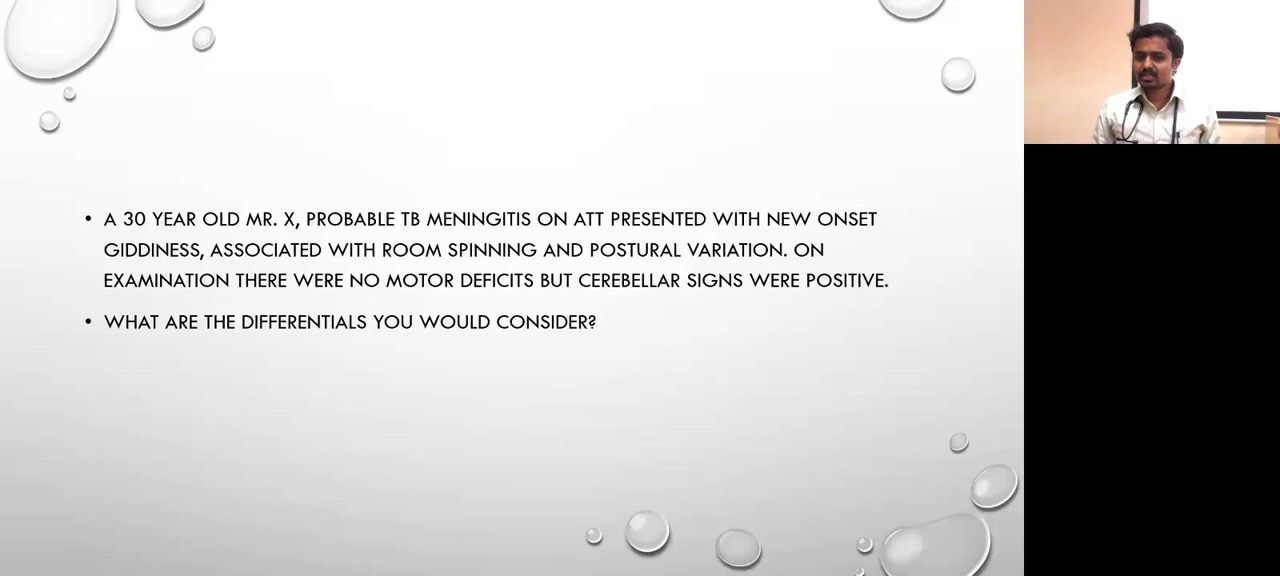 • A 30 YEAR OLD MR. X, PROBABLE TB MENINGITIS ON ATT PRESENTED WITH NEW ONSET
GIDDINESS, ASSOCIATED WITH ROOM SPINNING AND POSTURAL VARIATION. ON
EXAMINATION THERE WERE NO MOTOR DEFICITS BUT CEREBELLAR SIGNS WERE POSITIVE.
• WHAT ARE THE DIFFERENTIALS YOU WOULD CONSIDER?